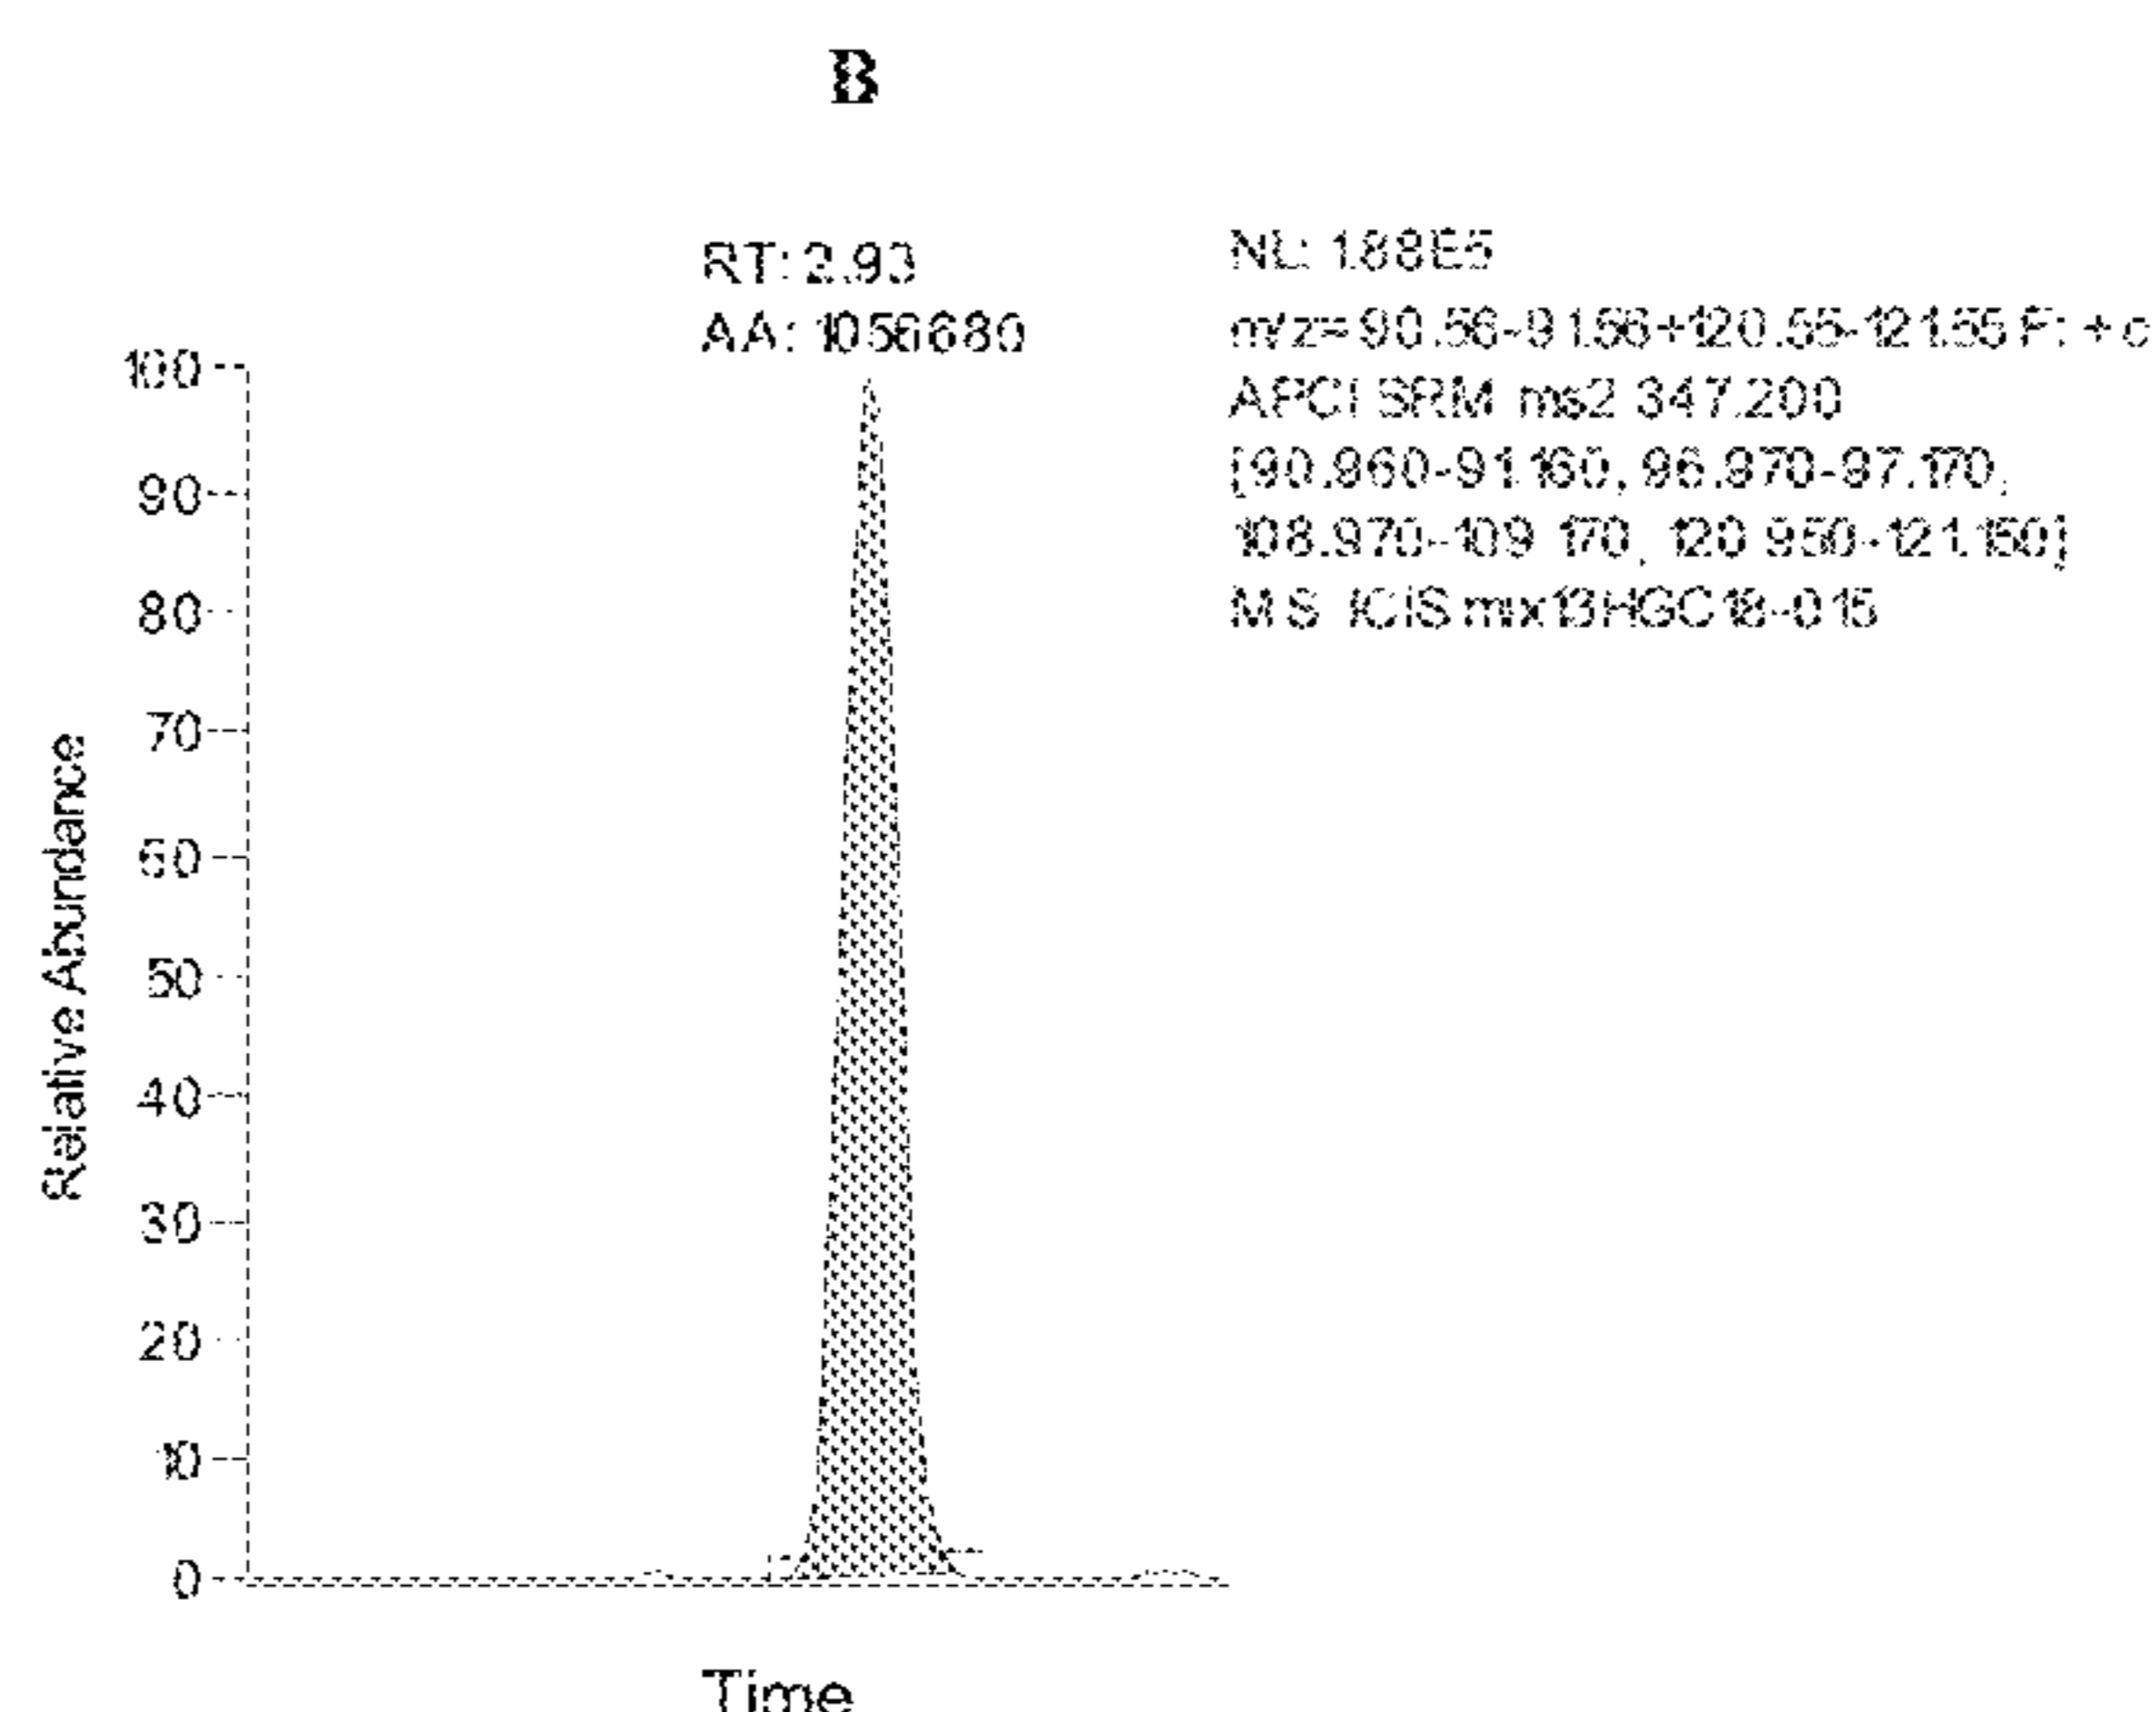 B
RT: 2.93
AA: 1056680
NL: 1.88E5
m/z= 90.56-91.56+120.55-121.55 F: + c
APCI SRM ms2 347.200
[90.960-91.160, 96.970-97.170,
108.970-109.170, 120.950-121.150]
MS ICIS mix13HGC18-015
100
90
80
70
60
50
40
30
20
10
0
Relative Abundance
Time